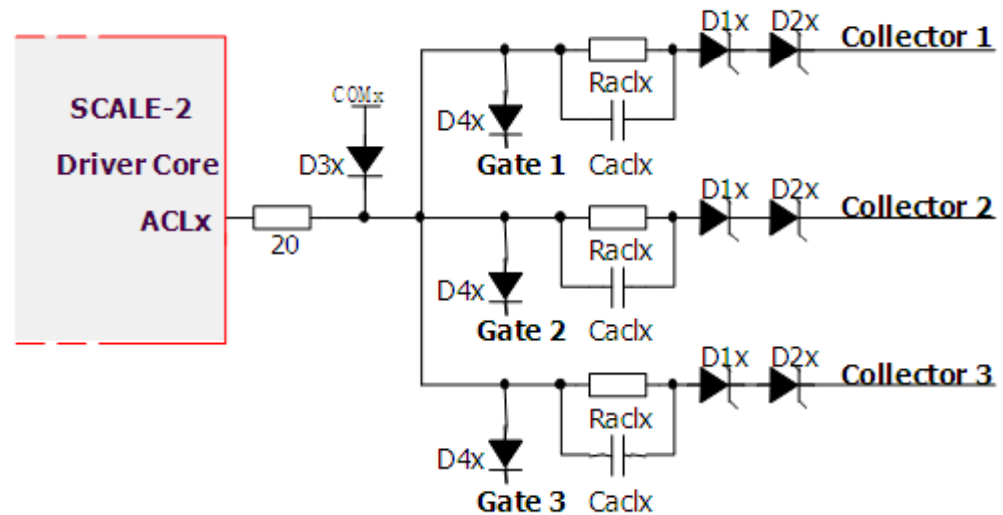 D1x D2x
Collector 1
Raclx
SCALE-2
COMx
D4x
Caclx
Driver Core
D3x
Gate 1
D1x D2x
Collector 2
ACLx
20
Raclx
D4x
Gate 2
Caclx
D1x D2x
Collector 3
Raclx
D4x
Gate 3
Caclx